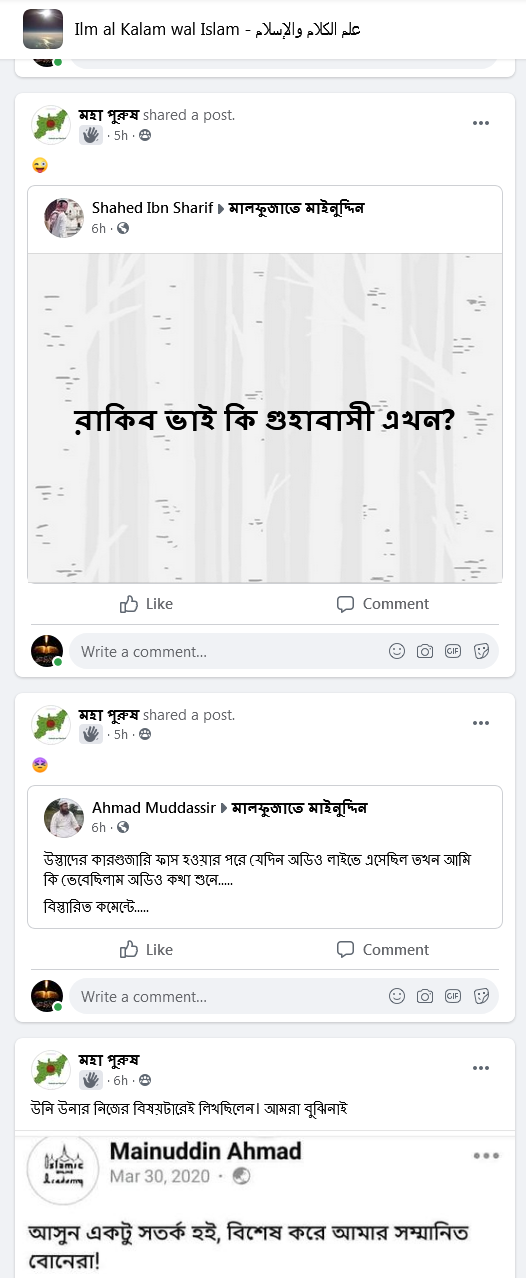 Ilm al Kalam wal Islam - علم الكلام والإسلام
মহা পুরুষ shared a post.
· 5h ·
Shahed Ibn Sharif মালফুজাতে মাইনুদ্দিন
6h ·
রাকিব ভাই কি গুহাবাসী এখন?
Like Comment
Write a comment...
GIF
মহা পুরুষ shared a post.
· 5h ·
Ahmad Muddassir মালফুজাতে মাইনুদ্দিন
6h ·
উস্তাদের কারগুজারি ফাস হওয়ার পরে যেদিন অডিও লাইভে এসেছিল তখন আমি
কি ভেবেছিলাম অডিও কথা শুনে.....
বিস্তারিত কমেন্টে.....
Like Comment
Write a comment...
GIF
মহা পুরুষ
· 6h ·
উনি উনার নিজের বিষয়টারেই লিখছিলেন। আমরা বুঝিনাই
Islamic
Academy
Mainuddin Ahmad
Mar 30, 2020 ·
আসুন একটু সতর্ক হই, বিশেষ করে আমার সম্মানিত
বোনেরা!